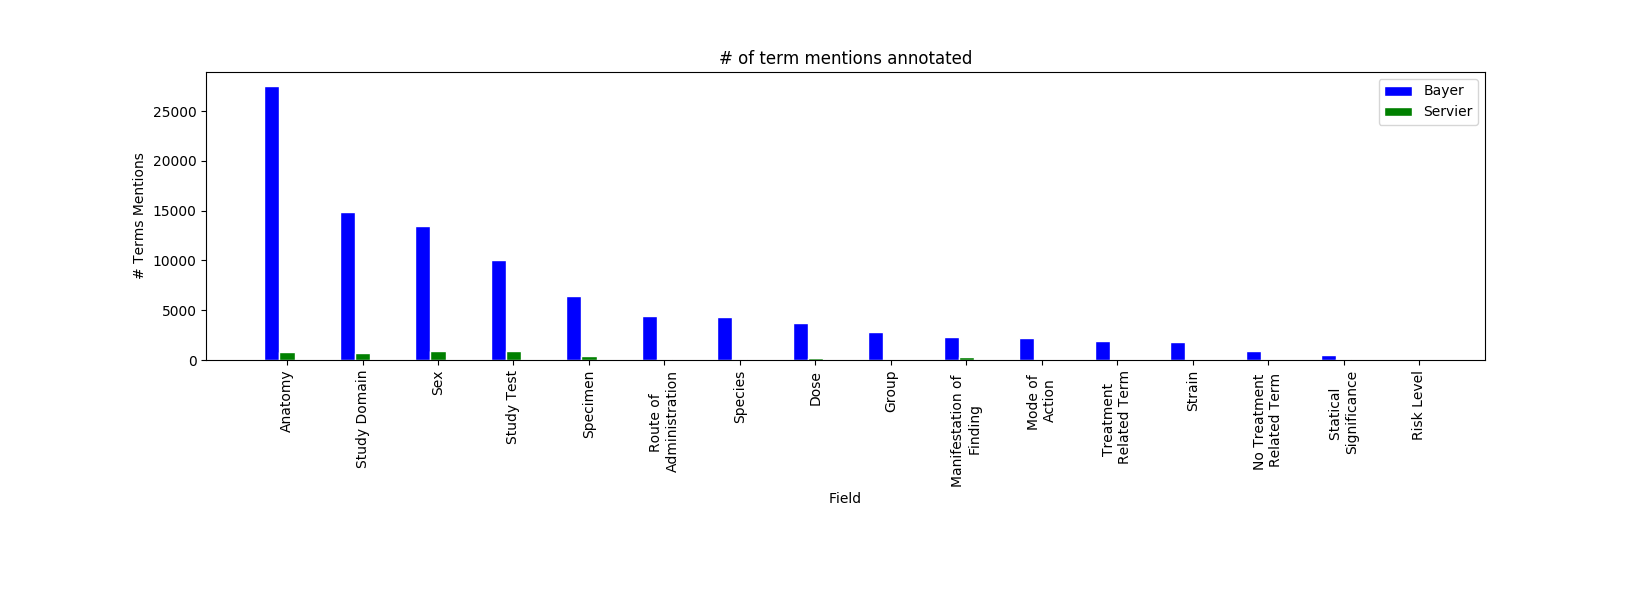 # of term mentions annotated
Bayer
Servier
# Terms Mentions
25000
20000
15000
10000
5000
0
Anatomy
Study Domain
Sex
Study Test
Specimen
Route of
Administration
Species
Dose
Group
Manifestation of
Finding
Mode of
Action
Treatment
Related Term
Strain
No Treatment
Related Term
Statical
Significance
Risk Level
Field